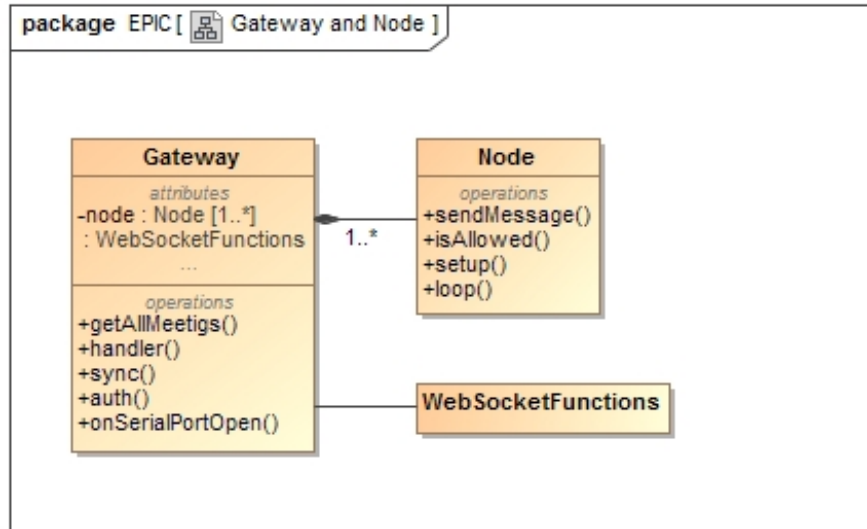 package EPIC [ Gateway and Node ]
Gateway
attributes
-node : Node [1..*]
: WebSocketFunctions
...
operations
+getAllMeetigs()
+handler()
+sync()
+auth()
+onSerialPortOpen()
1..*
Node
operations
+sendMessage()
+isAllowed()
+setup()
+loop()
WebSocketFunctions